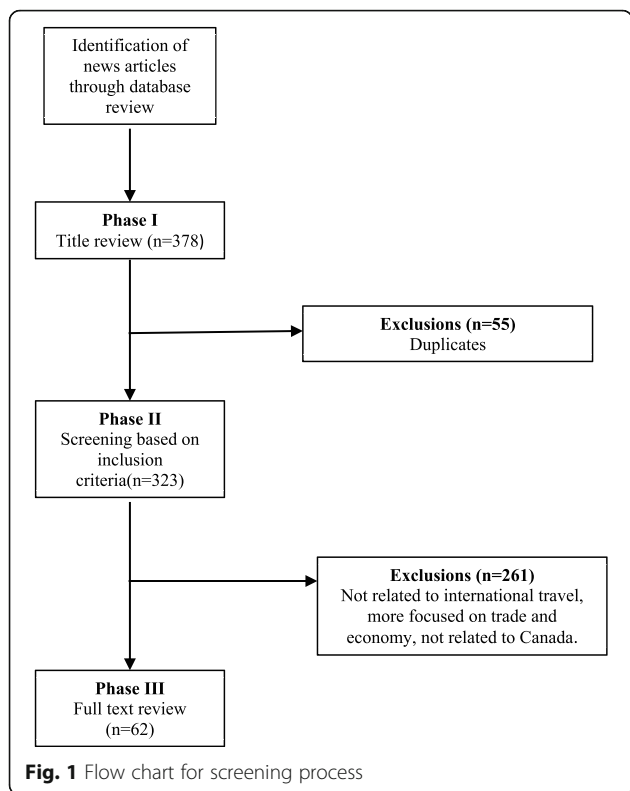 Identification of
news articles
through database
review
Phase I
Title review (n=378)
Exclusions (n=55)
Duplicates
Phase II
Screening based on
inclusion
criteria(n=323)
Exclusions (n=261)
Not related to international travel,
more focused on trade and
economy, not related to Canada.
Phase III
Full text review
(n=62)
Fig. 1 Flow chart for screening process